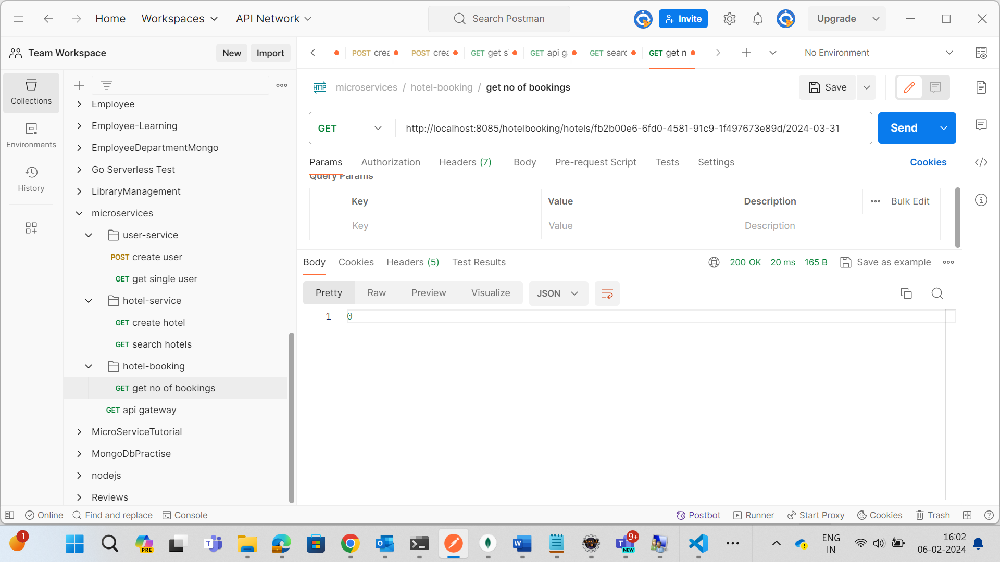 Home
Workspaces
API Network
Search Postman
Invite
Upgrade
Team Workspace
New
Import
POST crea
POST crea
GET get s
GET api g
GET searc
GET get n
No Environment
Collections
Environments
History
Employee
Employee-Learning
EmployeeDepartmentMongo
Go Serverless Test
LibraryManagement
microservices
user-service
POST create user
GET get single user
hotel-service
GET create hotel
GET search hotels
hotel-booking
GET get no of bookings
GET api gateway
MicroServiceTutorial
MongoDbPractise
nodejs
Reviews
HTTP microservices / hotel-booking / get no of bookings
Save
GET
http://localhost:8085/hotelbooking/hotels/fb2b00e6-6fd0-4581-91c9-1f497673e89d/2024-03-31
Send
Params Authorization Headers (7) Body Pre-request Script Tests Settings Cookies
Query Params
Key Value Description Bulk Edit
Key Value Description
Body Cookies Headers (5) Test Results 200 OK 20 ms 165 B Save as example
Pretty Raw Preview Visualize JSON
1 0
Online Find and replace Console Postbot Runner Start Proxy Cookies Trash
1
PRE
T
O
W
Java EE
IDE
T
9+
NEW
ENG
IN
16:02
06-02-2024